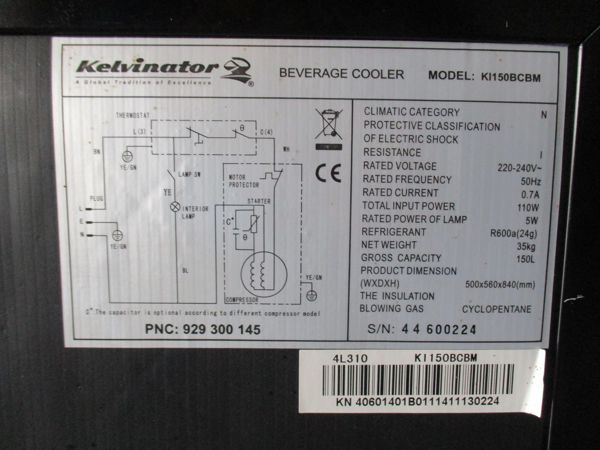 Kelvinator ®
A Global Tradition of Excellence
BEVERAGE COOLER MODEL: KI150BCBM
THERMOSTAT
L(3) θ C(4)
BN
YE/GN
WH
LAMP SW
YE
MOTOR
PROTECTOR
PLUG
L
E
N
INTERIOR
LAMP
STARTER
C*
θ
YE/GN
BL
YE/GN
COMPRESSOR
C*.The capacitor is optional according to different compressor model
PNC: 929 300 145
CE
CLIMATIC CATEGORY N
PROTECTIVE CLASSIFICATION
OF ELECTRIC SHOCK
RESISTANCE I
RATED VOLTAGE 220-240V~
RATED FREQUENCY 50Hz
RATED CURRENT 0.7A
TOTAL INPUT POWER 110W
RATED POWER OF LAMP 5W
REFRIGERANT R600a(24g)
NET WEIGHT 35kg
GROSS CAPACITY 150L
PRODUCT DIMENSION
(WXDXH) 500x560x840(mm)
THE INSULATION
BLOWING GAS CYCLOPENTANE
S/N: 44600224
4L310 KI150BCBM
KN 40601401B0111411130224